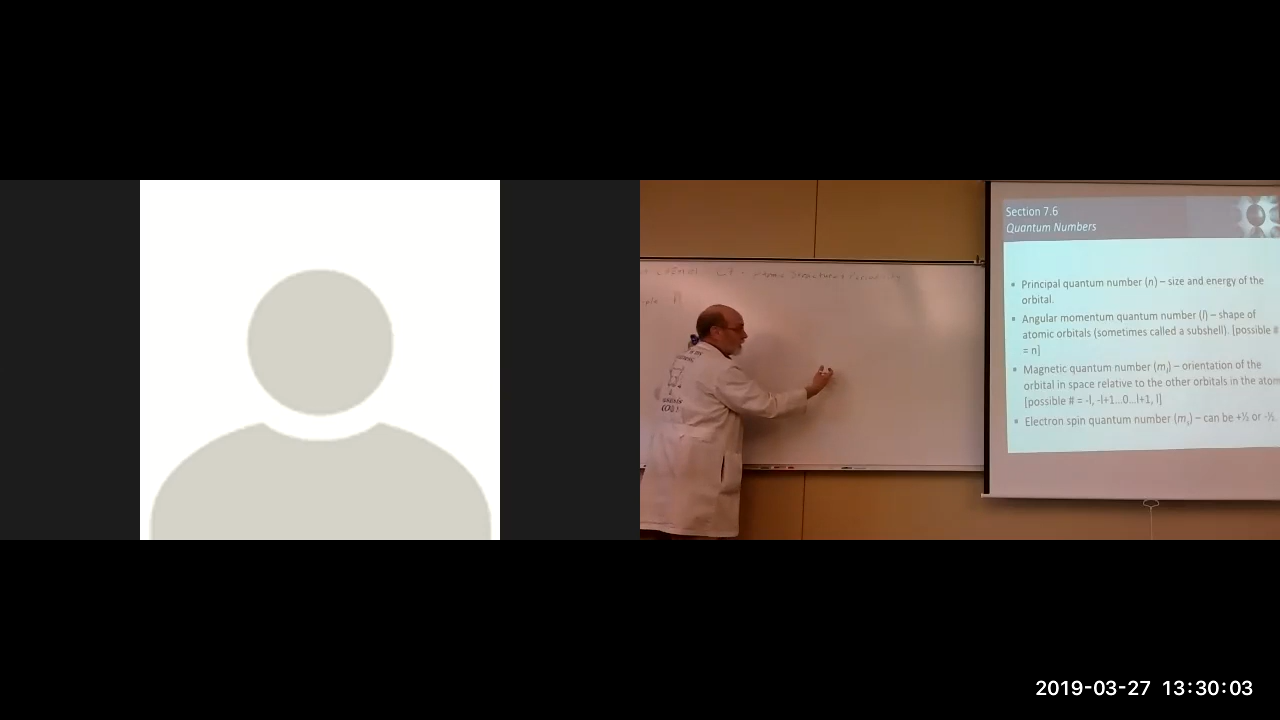 Section 7.6
Quantum Numbers
▪ Principal quantum number (n) – size and energy of the
orbital.
▪ Angular momentum quantum number (l) – shape of
atomic orbitals (sometimes called a subshell). [possible #
= n]
▪ Magnetic quantum number (mₗ) – orientation of the
orbital in space relative to the other orbitals in the atom
[possible # = -l, -l+1...0...l+1, l]
▪ Electron spin quantum number (mₛ) – can be +½ or -½.
2019-03-27 13:30:03